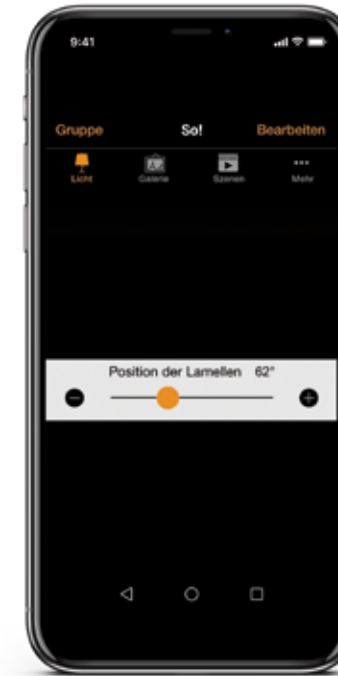 9:41
Gruppe So! Bearbeiten
Licht Galerie Szenen Mehr
Position der Lamellen 62°